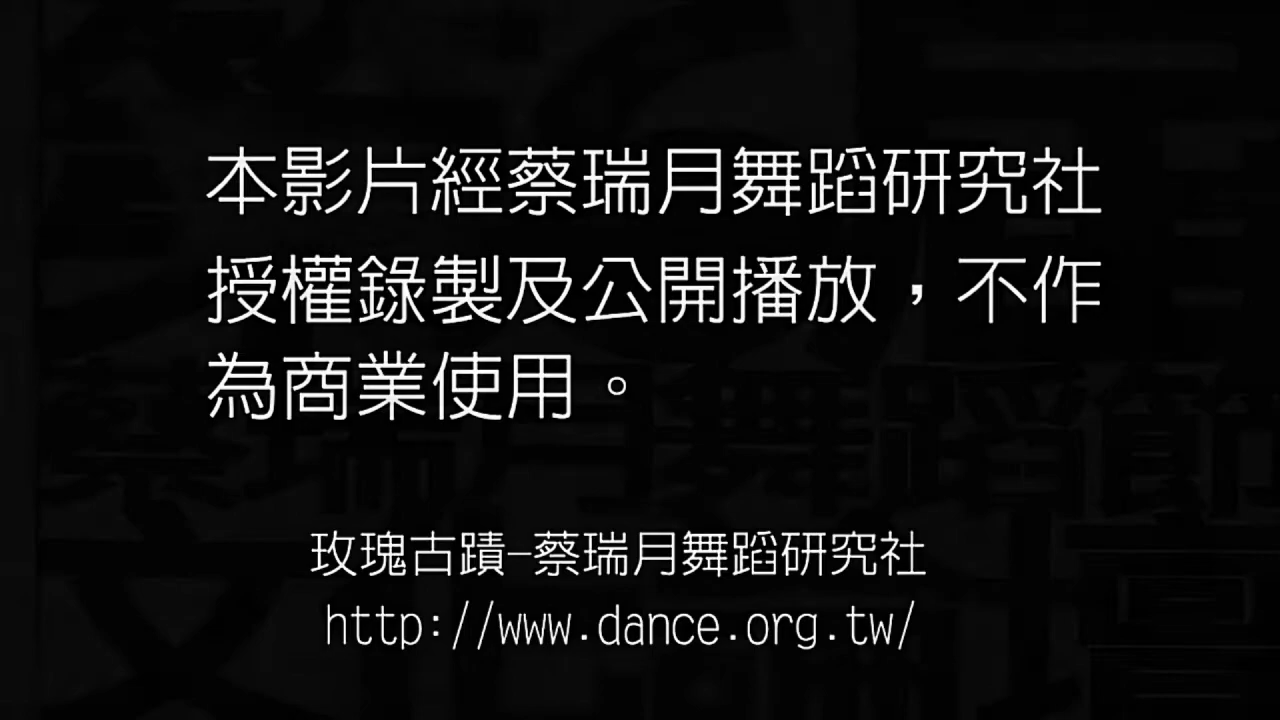 本影片經蔡瑞月舞蹈研究社
授權錄製及公開播放，不作
為商業使用。
玫瑰古蹟-蔡瑞月舞蹈研究社
http://www.dance.org.tw/